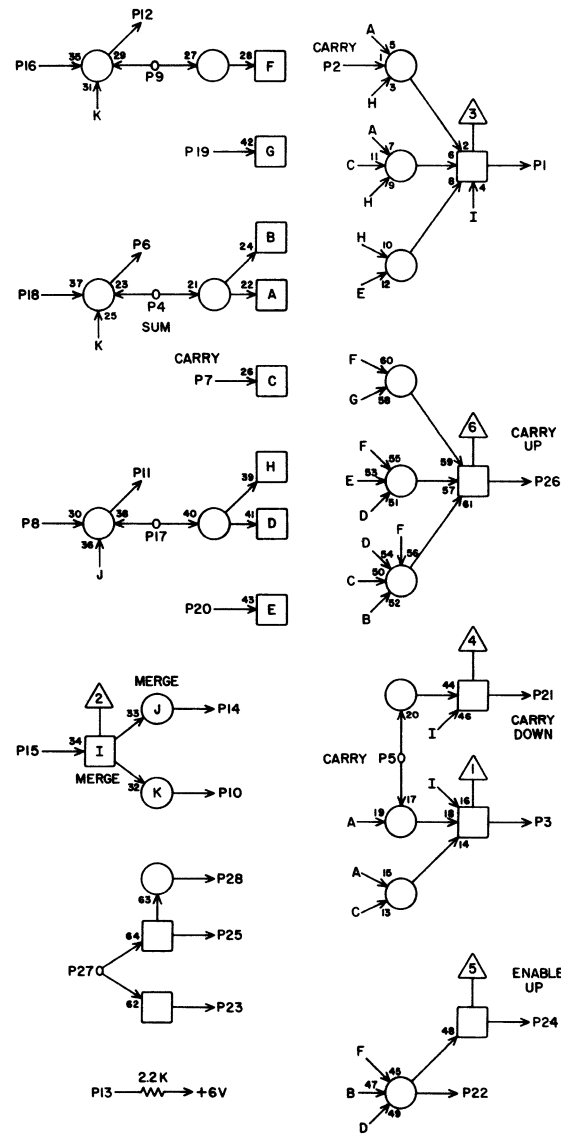 P12
P16 35 29 27 28 F
31 P9
K
P19 42 G
P6 B
24
P18 37 23 21 22 A
25 P4
K SUM
CARRY
P7 26 C
P11 H
39
P8 30 38 40 41 D
36 P17
J
P20 43 E
2 MERGE
33 J P14
P15 34 I
MERGE 32 K P10
63 P28
64 P25
P27
62 P23
2.2K
P13 +6V
A
CARRY 5
P2 1
3
H
3
A 7 2
C 11 6 P1
9 8 4
H I
H 10
E 12
F 60
G 58
6
CARRY UP
F 55 59
E 53 57 P26
D 51 61
D F
54 56
C 50
B 52
4
44 P21
20 I 46 CARRY DOWN
CARRY P5
1
17 I 16
A 19 18 P3
14
A 15
C 13
5 ENABLE UP
48 P24
F 45
B 47 P22
D 49